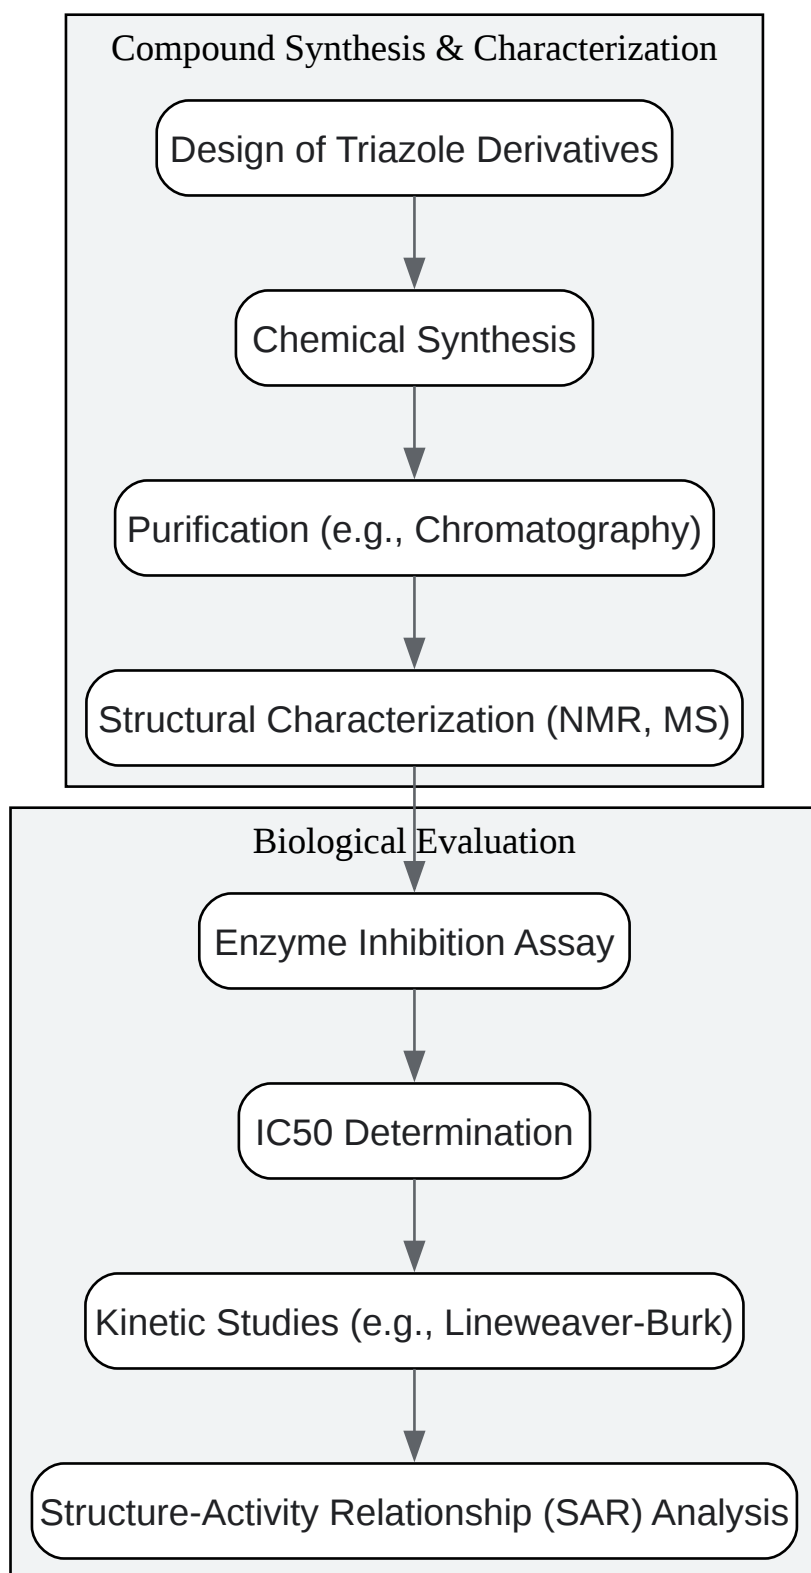 Compound Synthesis & Characterization
Design of Triazole Derivatives
Chemical Synthesis
Purification (e.g., Chromatography)
Structural Characterization (NMR, MS)
Biological Evaluation
Enzyme Inhibition Assay
IC50 Determination
Kinetic Studies (e.g., Lineweaver-Burk)
Structure-Activity Relationship (SAR) Analysis